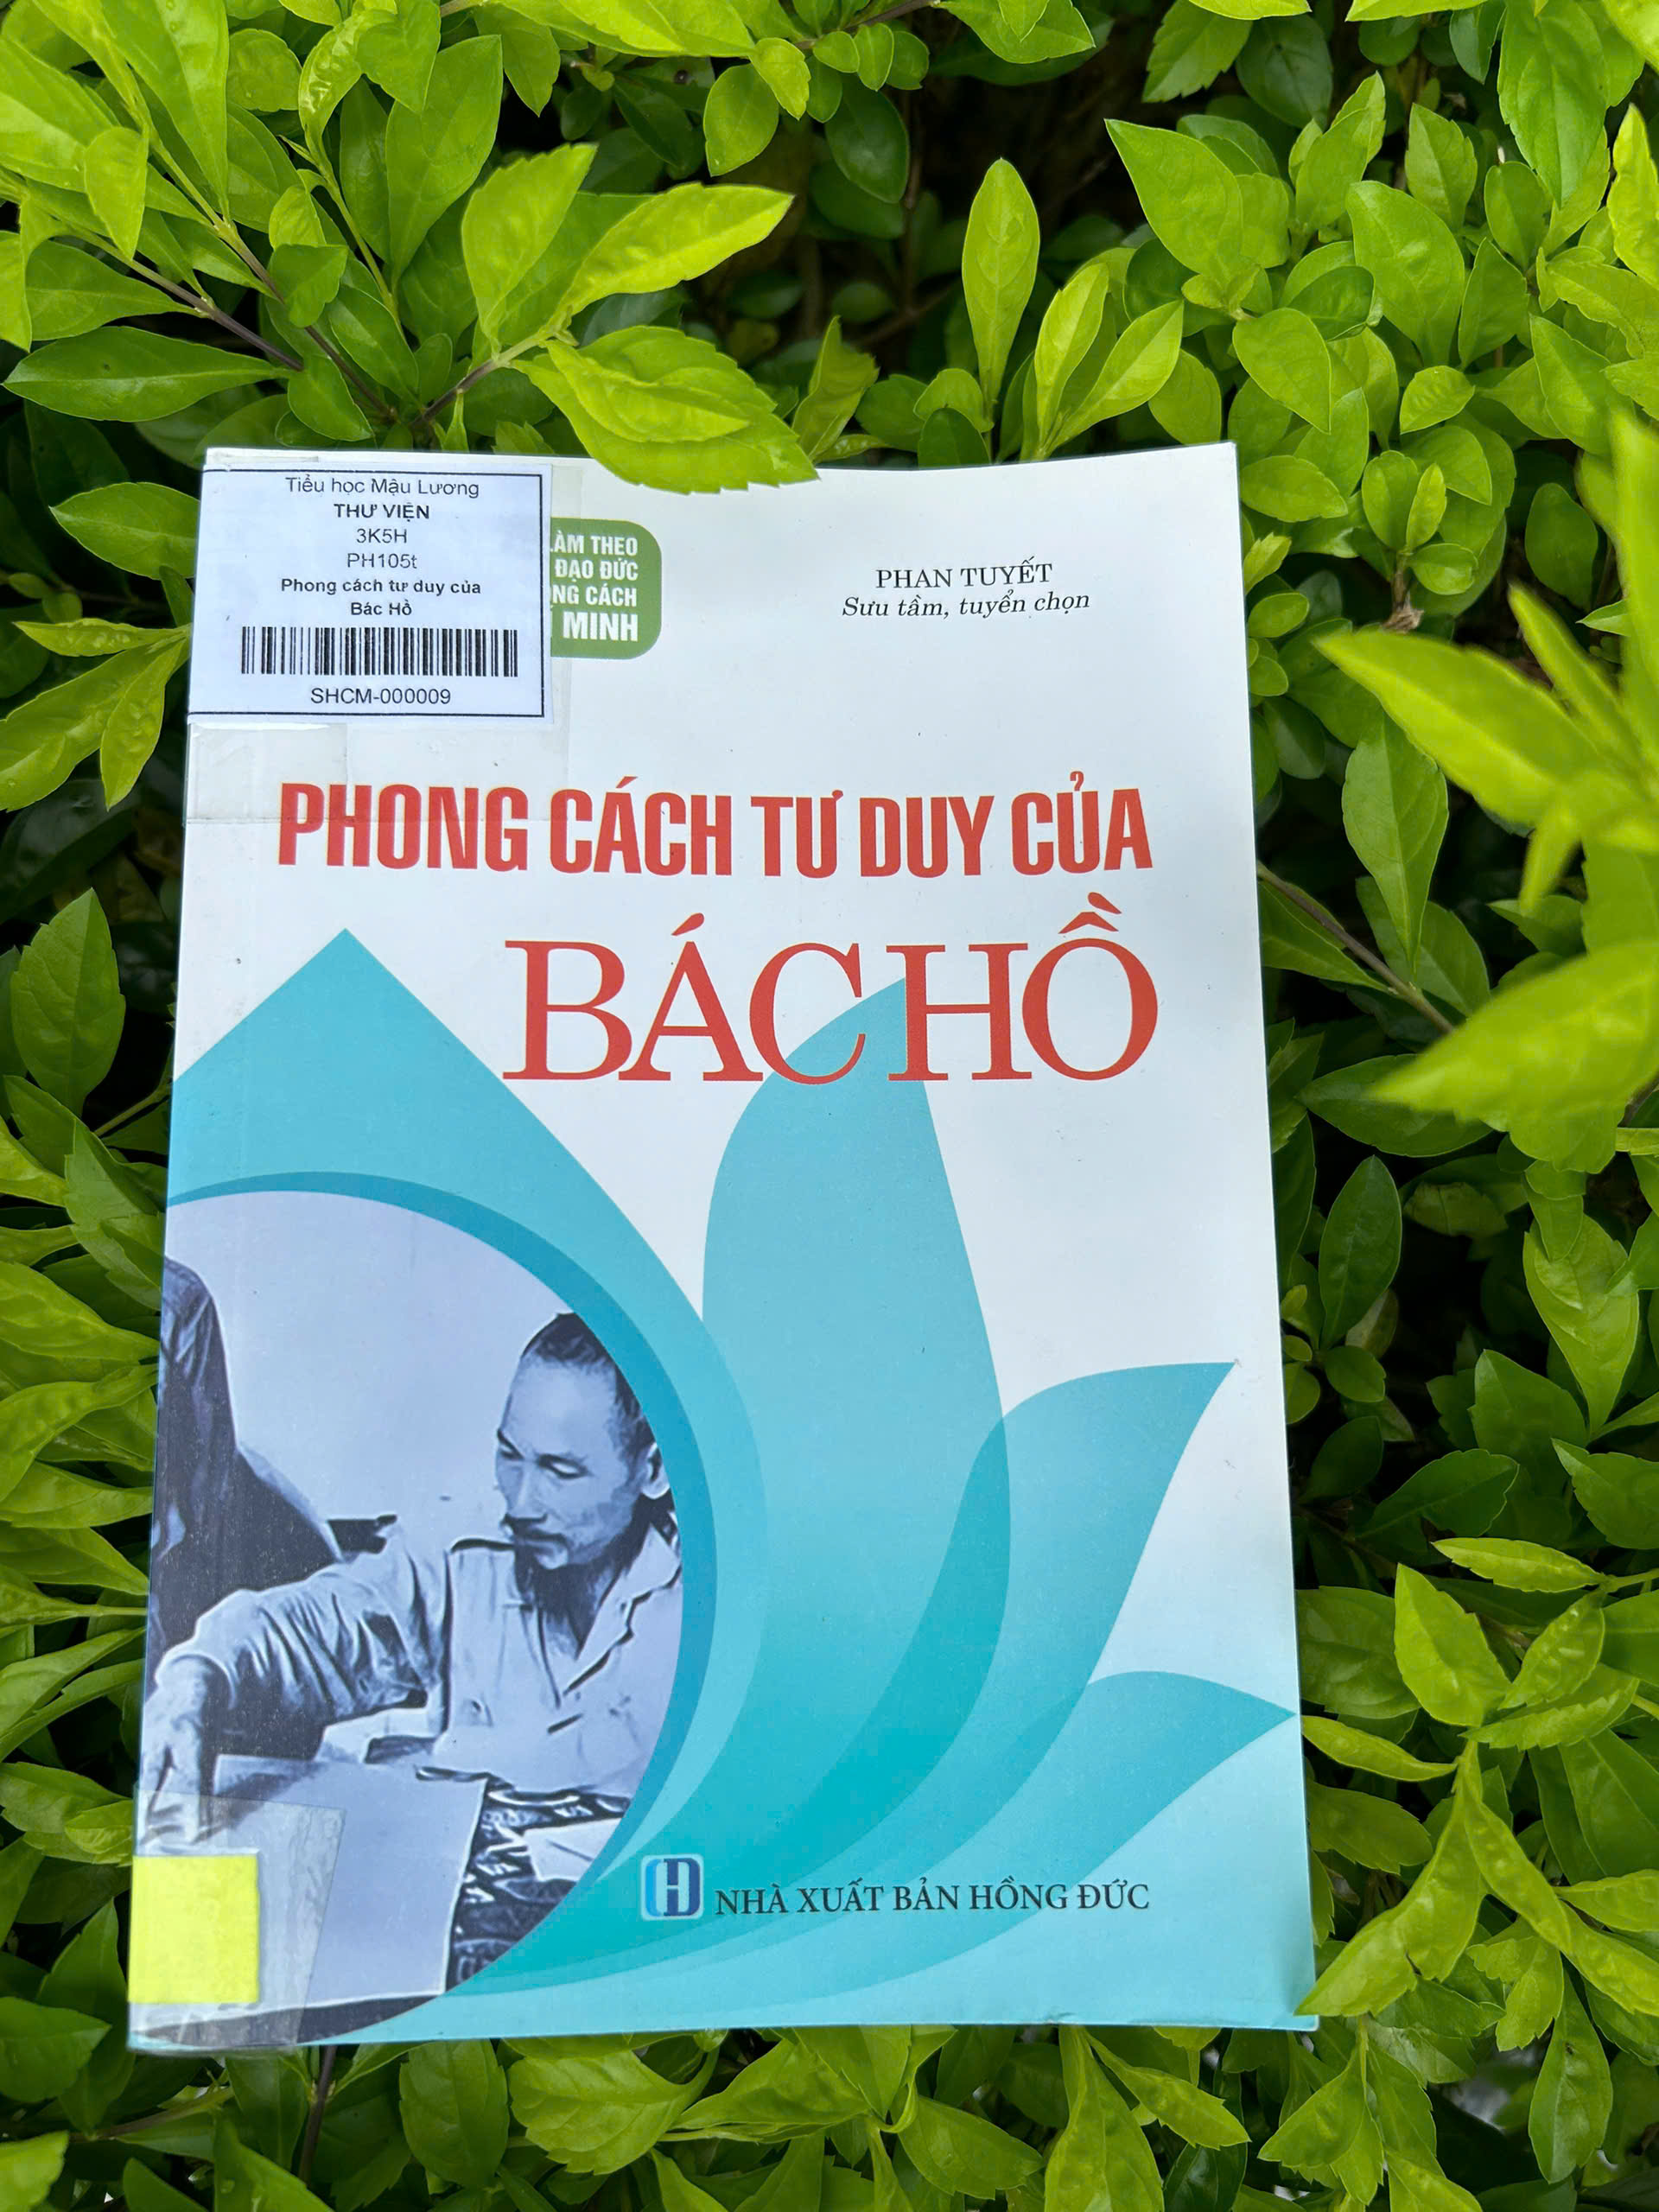 Tiểu học Mậu Lương
THƯ VIỆN
3K5H
PH105t
Phong cách tư duy của
Bác Hồ
SHCM-000009
LÀM THEO
ĐẠO ĐỨC
CÁCH
MINH
PHAN TUYẾT
Sưu tầm, tuyển chọn
PHONG CÁCH TƯ DUY CỦA
BÁC HỒ
NHÀ XUẤT BẢN HỒNG ĐỨC